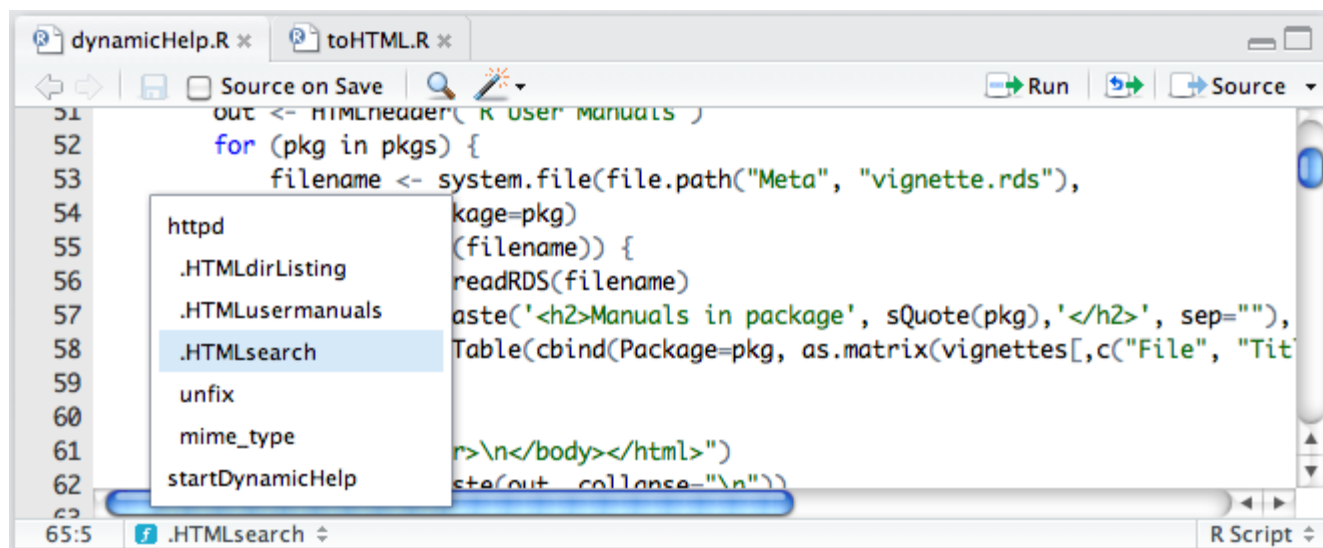 dynamicHelp.R × toHTML.R ×
Source on Save Run Source
51 out <- HTMLheader("R User Manuals")
52 for (pkg in pkgs) {
53 filename <- system.file(file.path("Meta", "vignette.rds"),
54 kage=pkg)
55 (filename)) {
56 readRDS(filename)
57 aste('<h2>Manuals in package', sQuote(pkg),'</h2>', sep=""),
58 Table(cbind(Package=pkg, as.matrix(vignettes[,c("File", "Tit
59
60
61 r>\n</body></html>")
62 ste(out, collapse="\n"))
63
httpd
.HTMLdirListing
.HTMLusermanuals
.HTMLsearch
unfix
mime_type
startDynamicHelp
65:5 f .HTMLsearch R Script